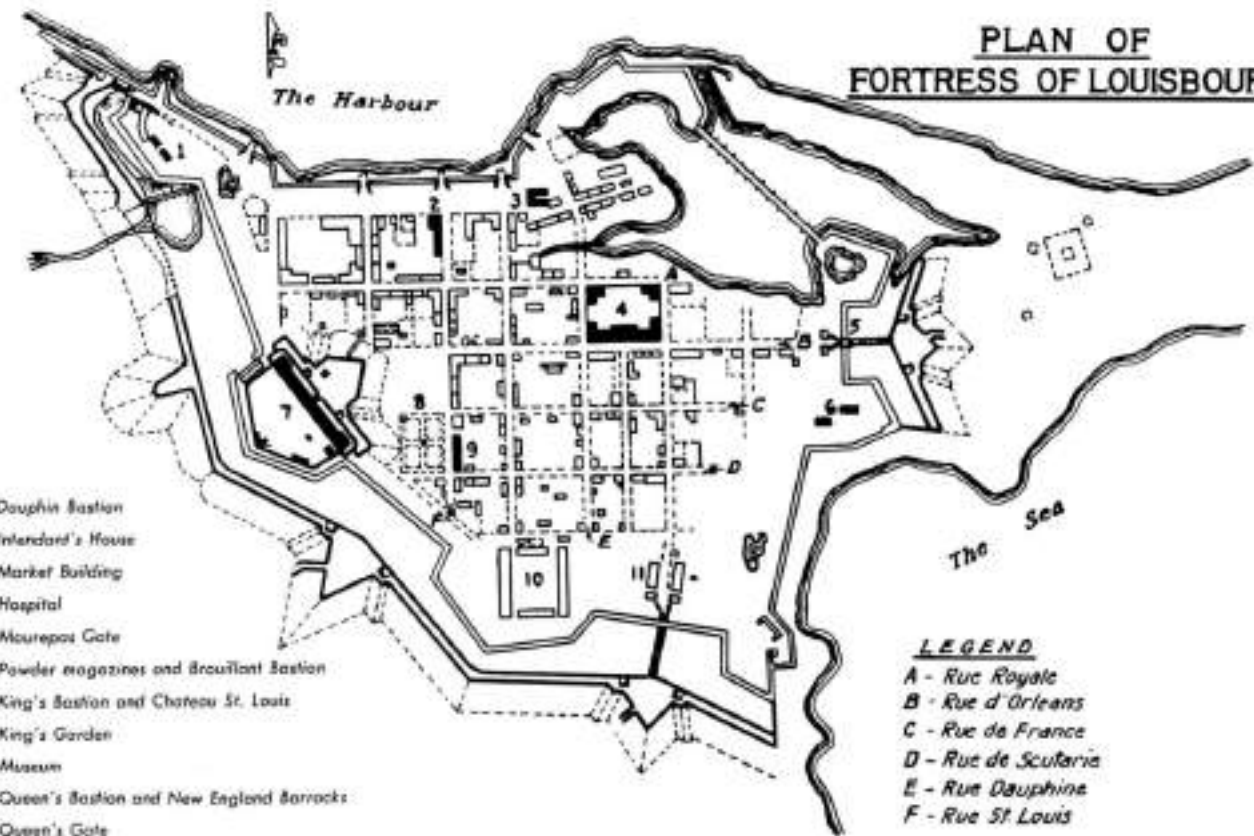 PLAN OF
FORTRESS OF LOUISBOUR
The Harbour
1
2
3
A
4
5
B
6
7
8
C
9
D
F
E
10
11
The Sea
Dauphin Bastion
Intendant's House
Market Building
Hospital
Maurepas Gate
Powder magazines and Brouillant Bastion
King's Bastion and Chateau St. Louis
King's Garden
Museum
Queen's Bastion and New England Barracks
Queen's Gate
LEGEND
A - Rue Royale
B - Rue d'Orleans
C - Rue de France
D - Rue de Scutarie
E - Rue Dauphine
F - Rue St. Louis